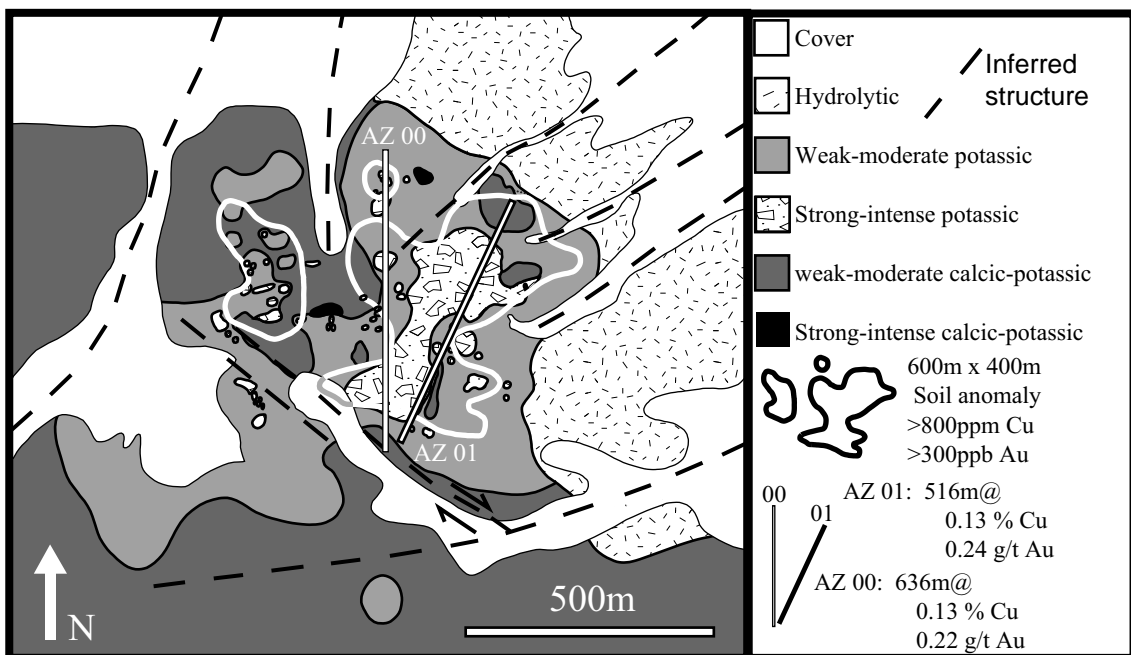 AZ 00
AZ 01
N
500m
Cover
Inferred
structure
Hydrolytic
Weak-moderate potassic
Strong-intense potassic
weak-moderate calcic-potassic
Strong-intense calcic-potassic
600m x 400m
Soil anomaly
>800ppm Cu
>300ppb Au
00
01
AZ 01: 516m@
0.13 % Cu
0.24 g/t Au
AZ 00: 636m@
0.13 % Cu
0.22 g/t Au